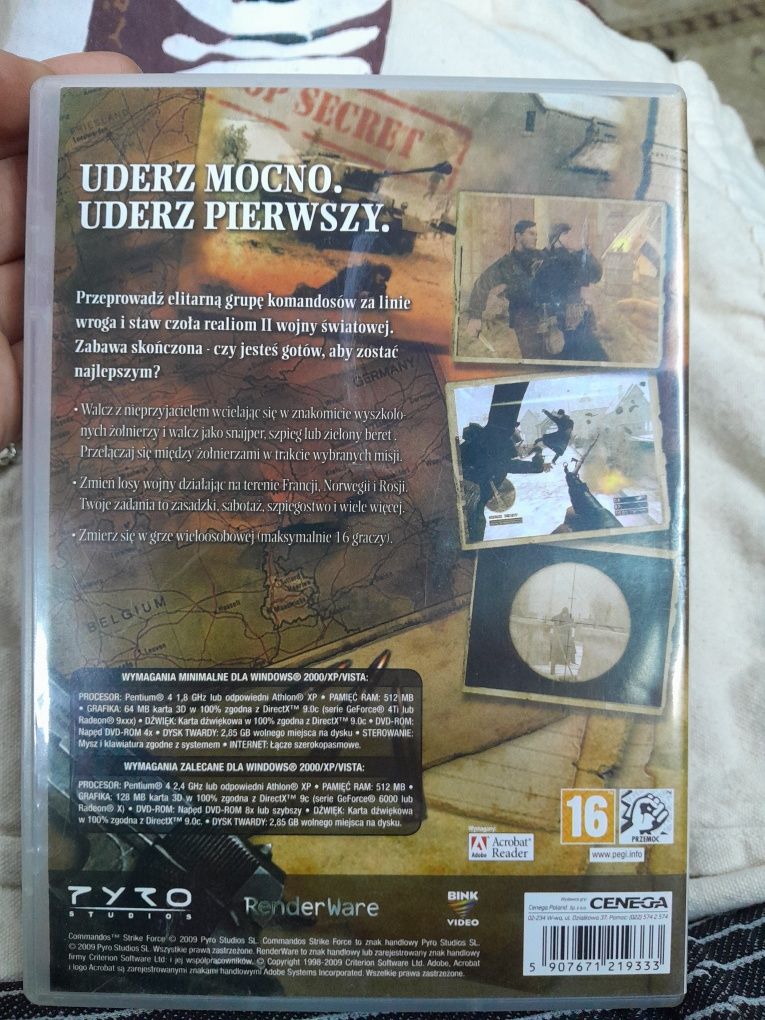 TOP SECRET
FRIESLAND
UDERZ MOCNO.
UDERZ PIERWSZY.
Przeprowadź elitarną grupę komandosów za linie
wroga i staw czoła realiom II wojny światowej.
Zabawa skończona - czy jesteś gotów, aby zostać
najlepszym?
GERMANY
• Walcz z nieprzyjacielem wcielając się w znakomicie wyszkolo-
nych żołnierzy i walcz jako snajper, szpieg lub zielony beret .
Przełączaj się między żołnierzami w trakcie wybranych misji.
• Zmien losy wojny działając na terenie Francji, Norwegii i Rosji.
Twoje zadania to zasadzki, sabotaż, szpiegostwo i wiele więcej.
• Zmierz się w grze wieloosobowej (maksymalnie 16 graczy).
BELGIUM
WYMAGANIA MINIMALNE DLA WINDOWS® 2000/XP/VISTA:
PROCESOR: Pentium® 4 1,8 GHz lub odpowiedni Athlon® XP • PAMIĘĆ RAM: 512 MB
• GRAFIKA: 64 MB karta 3D w 100% zgodna z DirectX™ 9.0c (serie GeForce® 4Ti lub
Radeon® 9xxx) • DŹWIĘK: Karta dźwiękowa w 100% zgodna z DirectX™ 9.0c • DVD-ROM:
Napęd DVD-ROM 4x • DYSK TWARDY: 2,85 GB wolnego miejsca na dysku • STEROWANIE:
Mysz i klawiatura zgodne z systemem • INTERNET: Łącze szerokopasmowe.
WYMAGANIA ZALECANE DLA WINDOWS® 2000/XP/VISTA:
PROCESOR: Pentium® 4 2,4 GHz lub odpowiedni Athlon® XP • PAMIĘĆ RAM: 512 MB •
GRAFIKA: 128 MB karta 3D w 100% zgodna z DirectX™ 9c (serie GeForce® 6000 lub
Radeon® X) • DVD-ROM: Napęd DVD-ROM 8x lub szybszy • DŹWIĘK: Karta dźwiękowa
w 100% zgodna z DirectX™ 9.0c. • DYSK TWARDY: 2,85 GB wolnego miejsca na dysku.
Wymagany:
Adobe
Acrobat®
Reader
16
PRZEMOC
www.pegi.info
PYRO
STUDIOS
RenderWare
BINK
VIDEO
Wydawca gry:
Cenega Poland Sp. z o.o.
CENEGA
02-234 W-wa, ul. Działkowa 37. Pomoc: (022) 574 2 574
5 907671 219333
Commandos™ Strike Force © 2009 Pyro Studios SL. Commandos Strike Force to znak handlowy Pyro Studios SL.
© 2009 Pyro Studios SL. Wszystkie prawa zastrzeżone. RenderWare to znak handlowy lub zarejestrowany znak handlowy
firmy Criterion Software Ltd: i jej współpracowników. © Copyright 1998-2009 Criterion Software Ltd. Adobe, Acrobat
i logo Acrobat są zarejestrowanymi znakami handlowymi Adobe Systems Incorporated. Wszelkie prawa zastrzeżone.